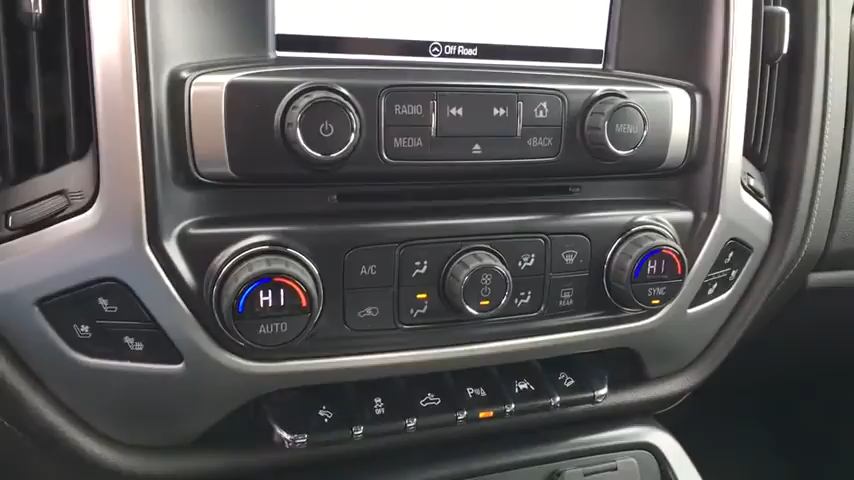 Off Road
RADIO
MEDIA
BACK
MENU
A/C
HI
AUTO
REAR
HI
SYNC
OFF
P